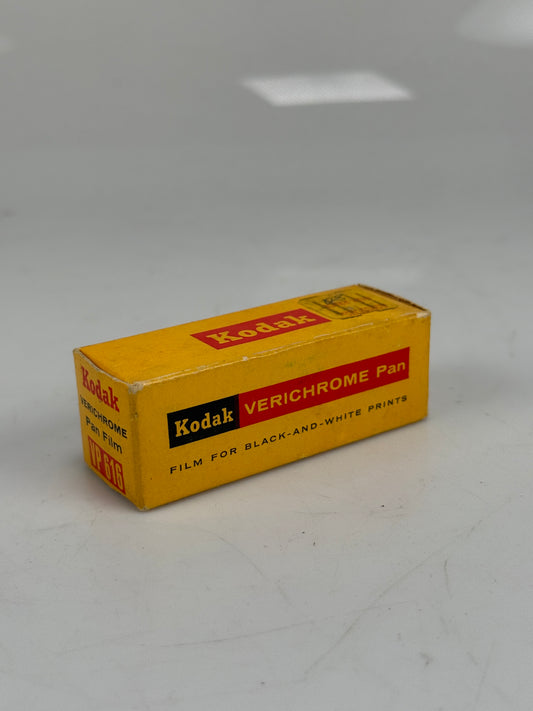 Kodak
Kodak VERICHROME Pan
FILM FOR BLACK-AND-WHITE PRINTS
Kodak
VERICHROME
Pan Film
VP 616